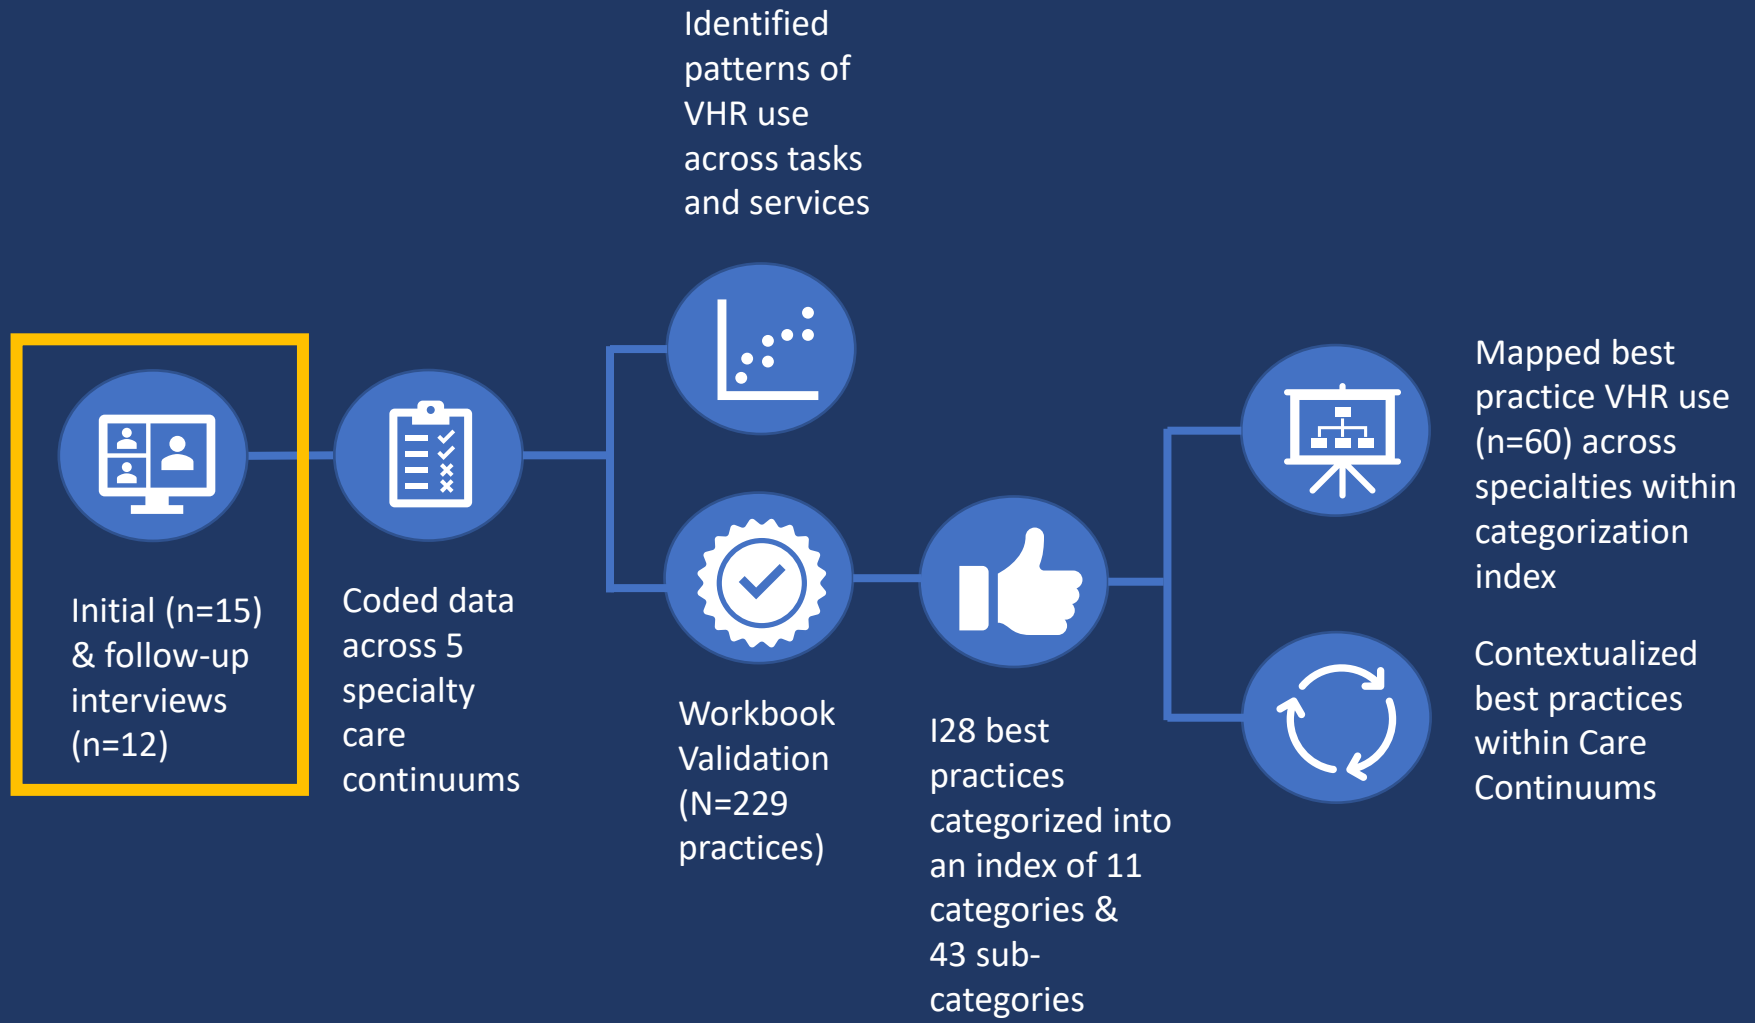 Identified
patterns of
VHR use
across tasks
and services
Initial (n=15)
& follow-up
interviews
(n=12)
Coded data
across 5
specialty
care
continuums
Workbook
Validation
(N=229
practices)
I28 best
practices
categorized into
an index of 11
categories &
43 sub-
categories
Mapped best
practice VHR use
(n=60) across
specialties within
categorization
index
Contextualized
best practices
within Care
Continuums